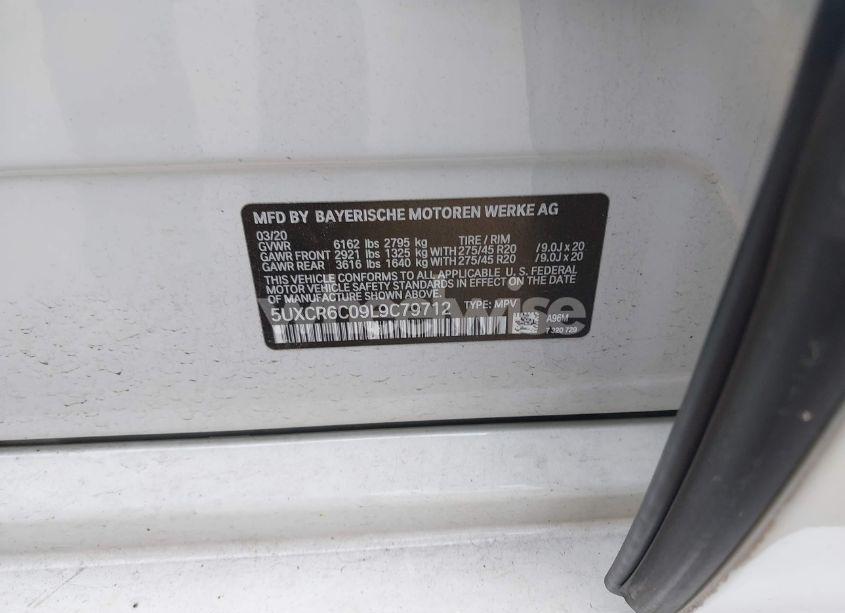 MFD BY BAYERISCHE MOTOREN WERKE AG
03/20
GVWR 6162 lbs 2795 kg TIRE / RIM
GAWR FRONT 2921 lbs 1325 kg WITH 275/45 R20 / 9.0J x 20
GAWR REAR 3616 lbs 1640 kg WITH 275/45 R20 / 9.0J x 20
THIS VEHICLE CONFORMS TO ALL APPLICABLE U. S. FEDERAL
MOTOR VEHICLE SAFETY STANDARDS IN EFFECT ON THE DATE
OF MANUFACTURE SHOWN ABOVE.
5UXCR6C09L9C79712 TYPE: MPV
A96M
7 320 729